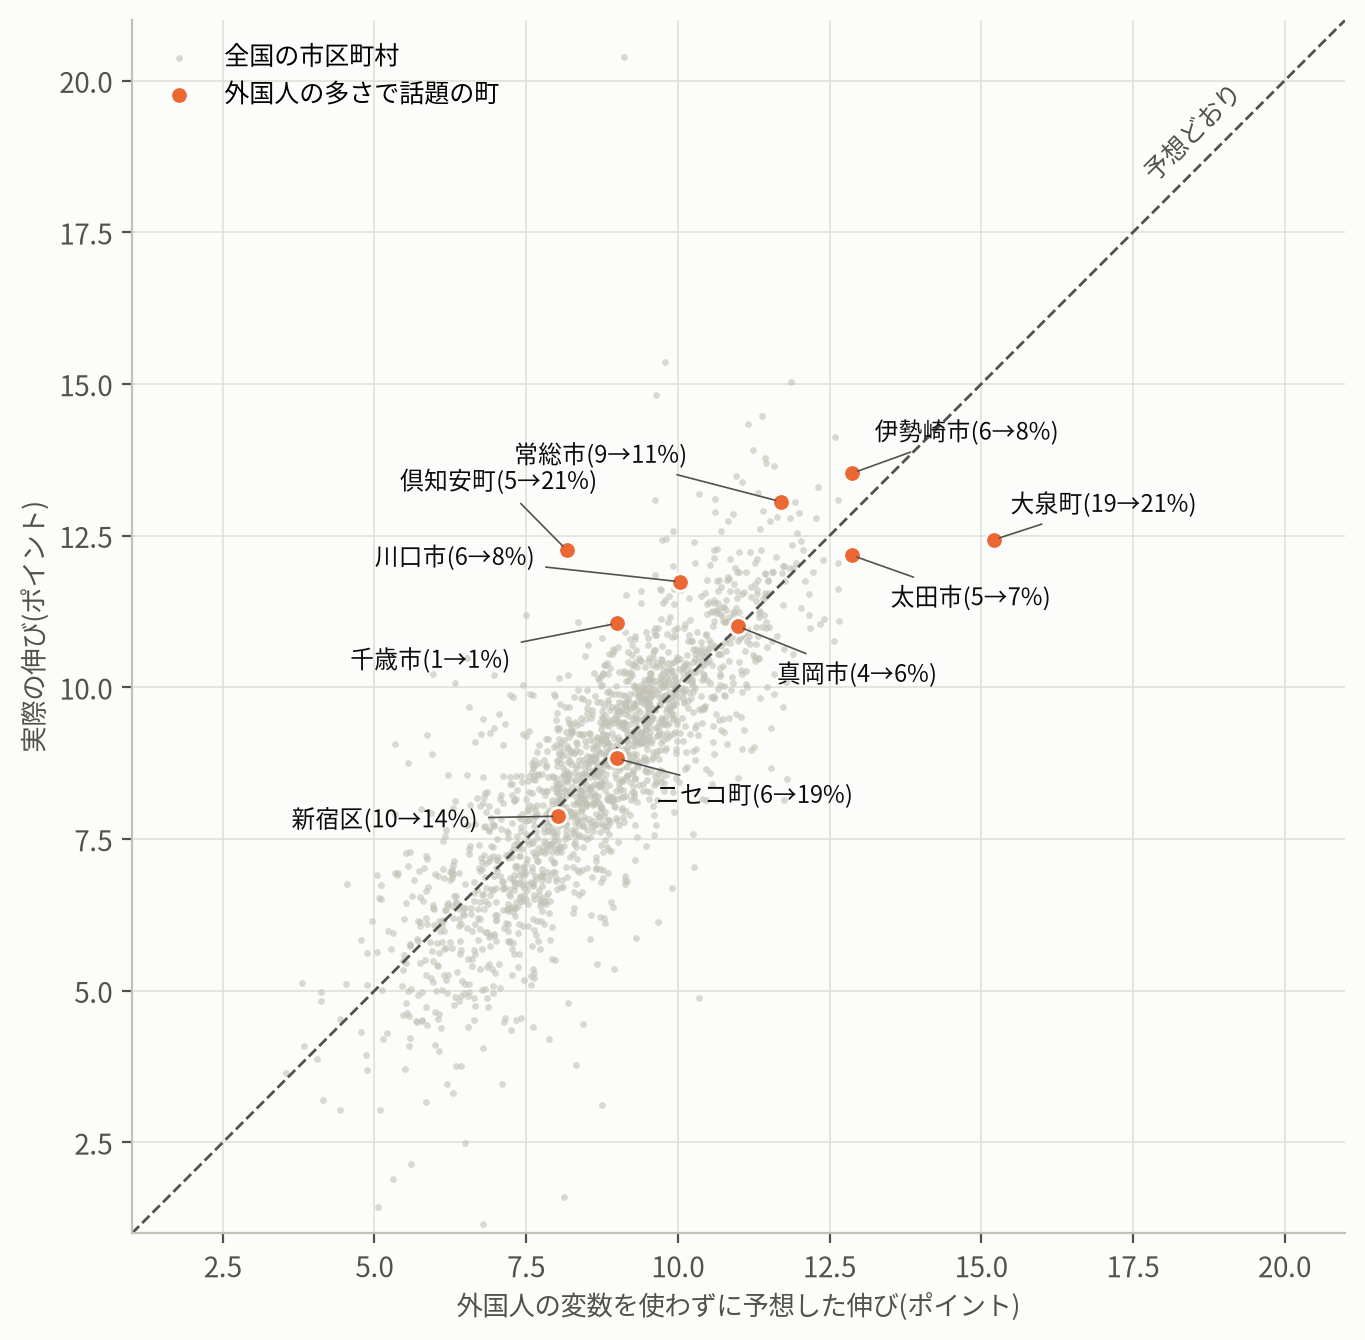 全国の市区町村
外国人の多さで話題の町
予想どおり
伊勢崎市(6→8%)
常総市(9→11%)
倶知安町(5→21%)
大泉町(19→21%)
川口市(6→8%)
太田市(5→7%)
千歳市(1→1%)
真岡市(4→6%)
ニセコ町(6→19%)
新宿区(10→14%)
20.0
17.5
15.0
12.5
10.0
7.5
5.0
2.5
実際の伸び(ポイント)
2.5 5.0 7.5 10.0 12.5 15.0 17.5 20.0
外国人の変数を使わずに予想した伸び(ポイント)